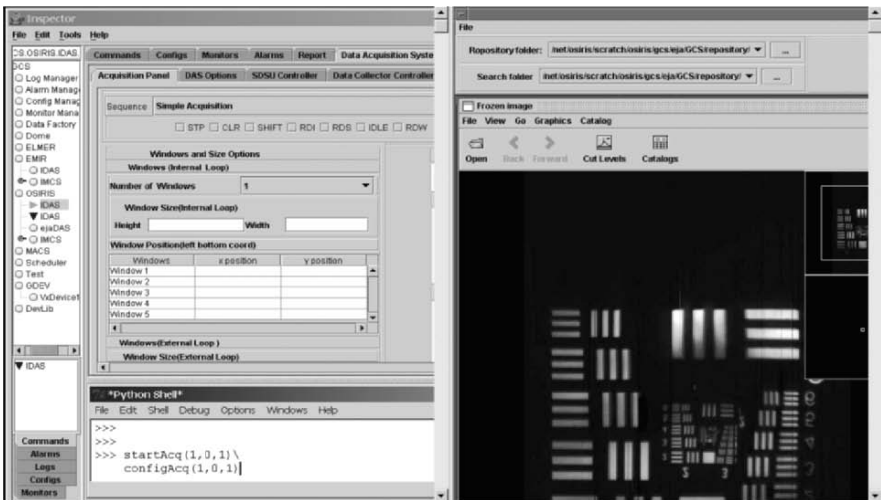 Inspector
File Edit Tools Help
CS.OSIRIS.IDAS
GCS
Log Manager
Alarm Manag
Config Manag
Monitor Mana
Data Factory
Dome
ELMER
EMIR
IDAS
IMCS
OSIRIS
IDAS
IDAS
ejaDAS
IMCS
MACS
Scheduler
Test
GDEV
VxDevice1
DevLib
IDAS
Commands
Alarms
Logs
Configs
Monitors
Commands Configs Monitors Alarms Report Data Acquisition Syste
Acquisition Panel DAS Options SDSU Controller Data Collector Controller
Sequence Simple Acquisition
STP CLR SHIFT RDI RDS IDLE RDW
Windows and Size Options
Windows (Internal Loop)
Number of Windows 1
Window Size(Internal Loop)
Height Width
Window Position(left bottom coord)
Windows x position y position
Window 1
Window 2
Window 3
Window 4
Window 5
Windows(External Loop )
Window Size(External Loop)
*Python Shell*
File Edit Shell Debug Options Windows Help
>>>
>>>
>>> startAcq(1,0,1)\
configAcq(1,0,1)
File
Repository folder: /net/osiris/scratch/osiris/gcs/eja/GCS/repository/ ...
Search folder /net/osiris/scratch/osiris/gcs/eja/GCS/repository/ ...
Frozen image
File View Go Graphics Catalog
Open Back Forward Cut Levels Catalogs